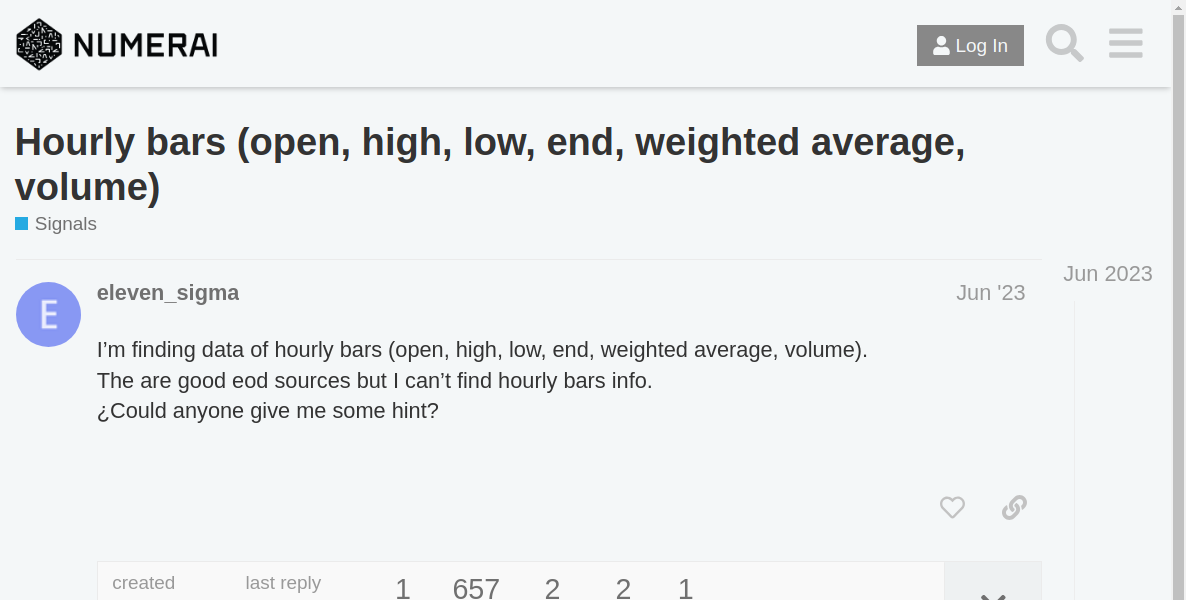 NUMERAI
Log In
Hourly bars (open, high, low, end, weighted average,
volume)
Signals
Jun 2023
E
eleven_sigma
Jun '23
I’m finding data of hourly bars (open, high, low, end, weighted average, volume).
The are good eod sources but I can’t find hourly bars info.
¿Could anyone give me some hint?
created
last reply
1
657
2
2
1